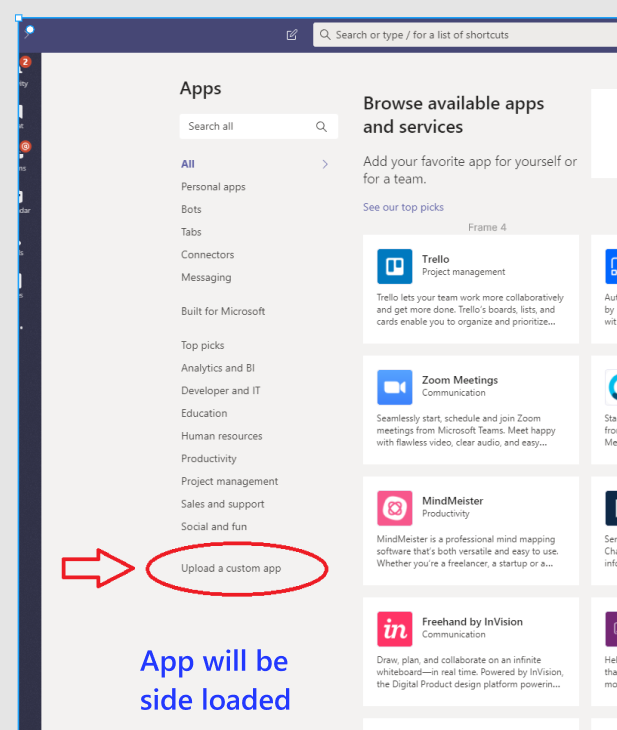 Search or type / for a list of shortcuts
2
Apps
Search all
All
Personal apps
Bots
Tabs
Connectors
Messaging
Built for Microsoft
Top picks
Analytics and BI
Developer and IT
Education
Human resources
Productivity
Project management
Sales and support
Social and fun
Upload a custom app
App will be
side loaded
Browse available apps
and services
Add your favorite app for yourself or
for a team.
See our top picks
Frame 4
Trello
Project management
Trello lets your team work more collaboratively
and get more done. Trello's boards, lists, and
cards enable you to organize and prioritize...
Zoom Meetings
Communication
Seamlessly start, schedule and join Zoom
meetings from Microsoft Teams. Meet happy
with flawless video, clear audio, and easy...
MindMeister
Productivity
MindMeister is a professional mind mapping
software that's both versatile and easy to use.
Whether you're a freelancer, a startup or a...
in
Freehand by InVision
Communication
Draw, plan, and collaborate on an infinite
whiteboard—in real time. Powered by InVision,
the Digital Product design platform powerin...